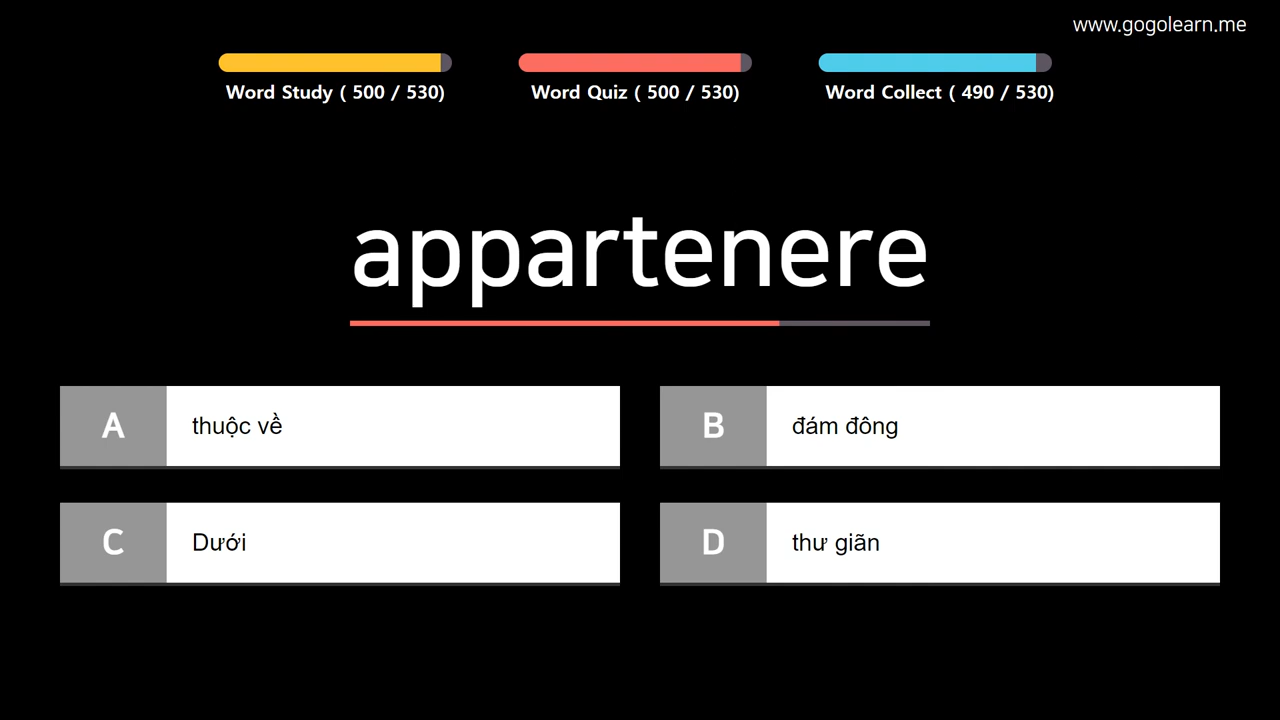 www.gogolearn.me
Word Study ( 500 / 530)
Word Quiz ( 500 / 530)
Word Collect ( 490 / 530)
appartenere
A thuộc về
B đám đông
C Dưới
D thư giãn